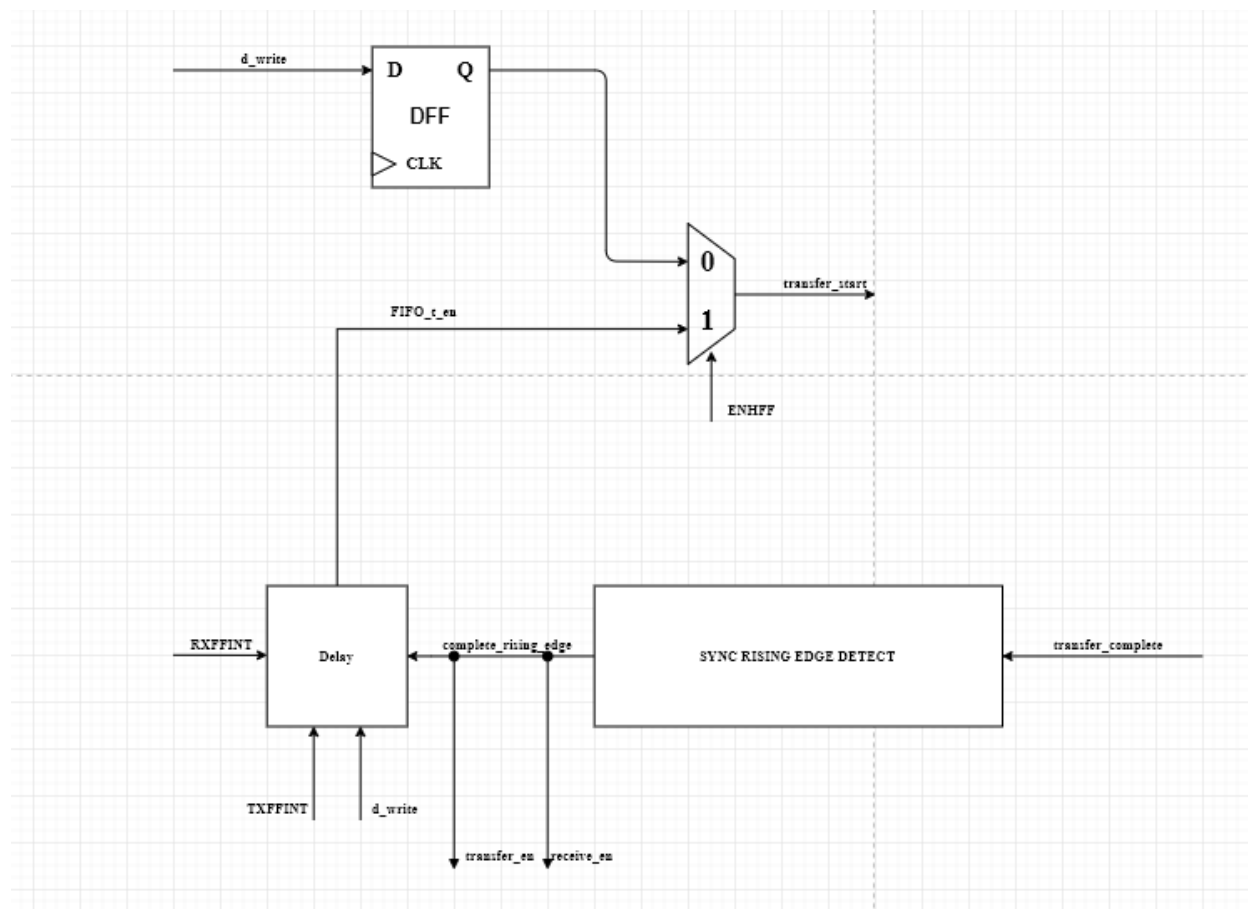 d_write
D Q
DFF
CLK
0
transfer_start
FIFO_t_en
1
ENHFF
RXFFINT
Delay
complete_rising_edge
SYNC RISING EDGE DETECT
transfer_complete
TXFFINT
d_write
transfer_en
receive_en